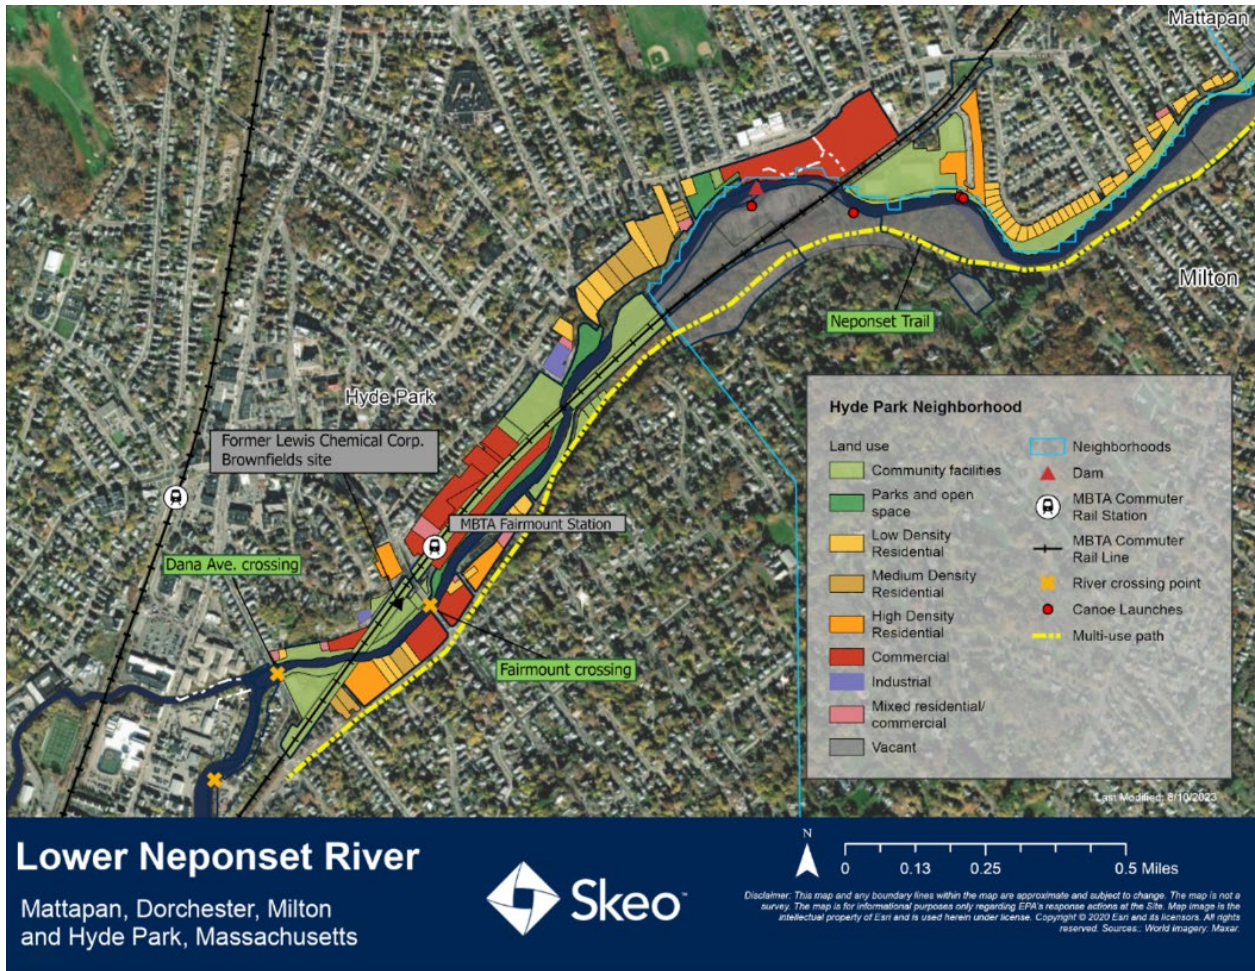 Mattapan
Milton
Neponset Trail
Hyde Park
Former Lewis Chemical Corp.
Brownfields site
MBTA Fairmount Station
Dana Ave. crossing
Fairmount crossing
Hyde Park Neighborhood
Land use
Community facilities
Parks and open
space
Low Density
Residential
Medium Density
Residential
High Density
Residential
Commercial
Industrial
Mixed residential/
commercial
Vacant
Neighborhoods
Dam
MBTA Commuter
Rail Station
MBTA Commuter
Rail Line
River crossing point
Canoe Launches
Multi-use path
Last Modified: 8/10/2023
Lower Neponset River
Mattapan, Dorchester, Milton
and Hyde Park, Massachusetts
Skeo™
N
0 0.13 0.25 0.5 Miles
Disclaimer: This map and any boundary lines within the map are approximate and subject to change. The map is not a
survey. The map is for informational purposes only regarding EPA's response actions at the Site. Map image is the
intellectual property of Esri and is used herein under license. Copyright © 2020 Esri and its licensors. All rights
reserved. Sources:: World Imagery: Maxar.